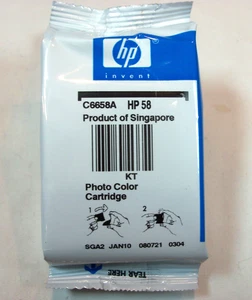 hp
invent
C6658A HP 58
Product of Singapore
KT
Photo Color
Cartridge
1 2
SGA2 JAN10 080721 0304
TEAR HERE